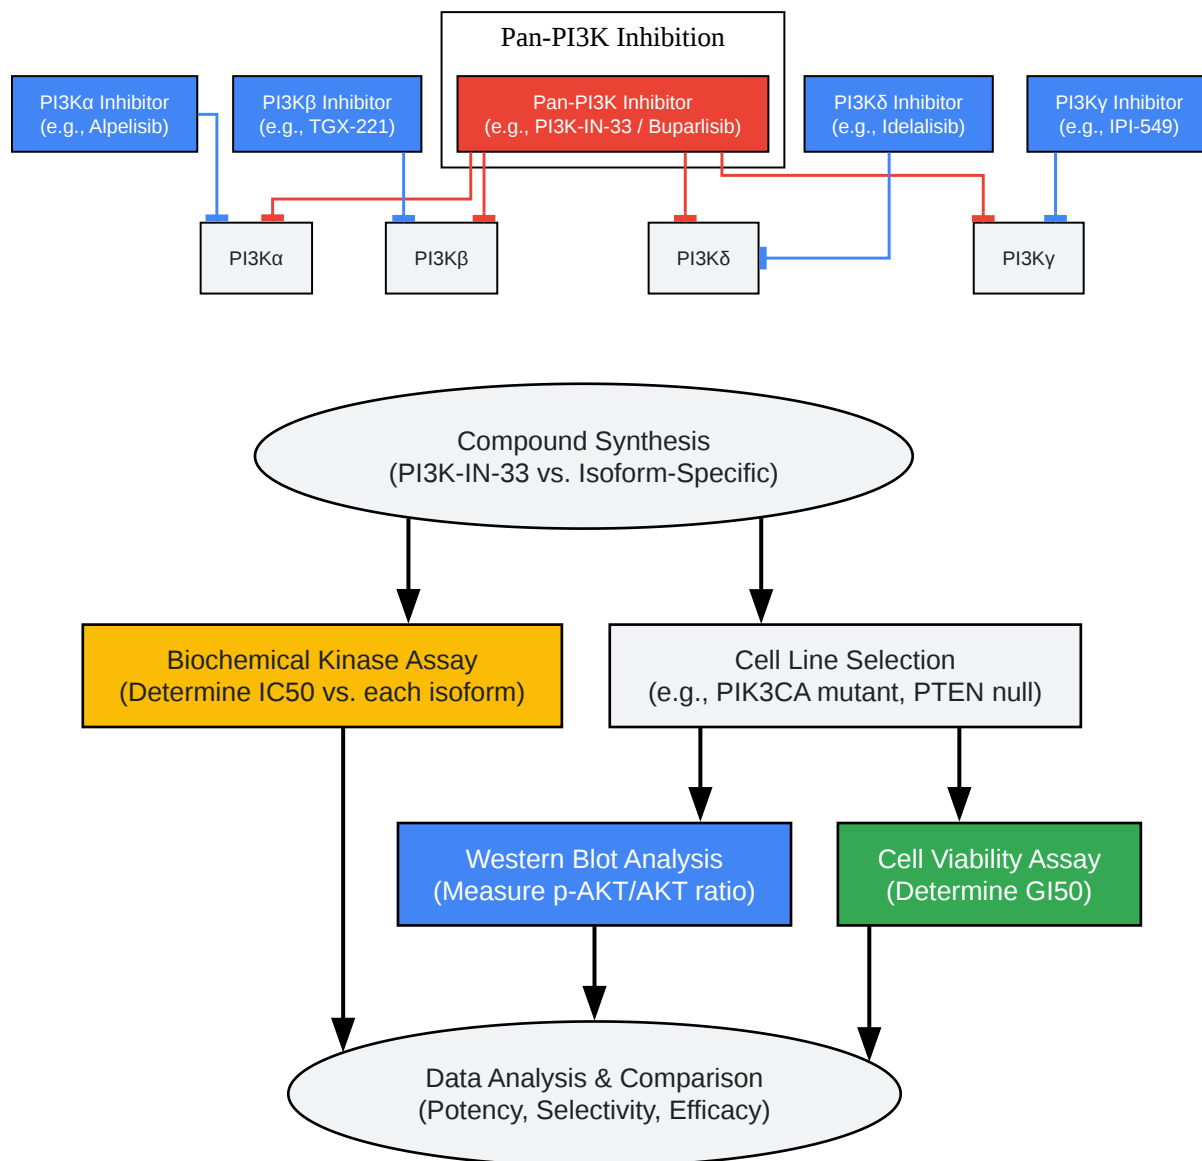 Pan-PI3K Inhibition
PI3Kα Inhibitor
(e.g., Alpelisib)
PI3Kβ Inhibitor
(e.g., TGX-221)
Pan-PI3K Inhibitor
(e.g., PI3K-IN-33 / Buparlisib)
PI3Kδ Inhibitor
(e.g., Idelalisib)
PI3Kγ Inhibitor
(e.g., IPI-549)
PI3Kα
PI3Kβ
PI3Kδ
PI3Kγ
Compound Synthesis
(PI3K-IN-33 vs. Isoform-Specific)
Biochemical Kinase Assay
(Determine IC50 vs. each isoform)
Cell Line Selection
(e.g., PIK3CA mutant, PTEN null)
Western Blot Analysis
(Measure p-AKT/AKT ratio)
Cell Viability Assay
(Determine GI50)
Data Analysis & Comparison
(Potency, Selectivity, Efficacy)